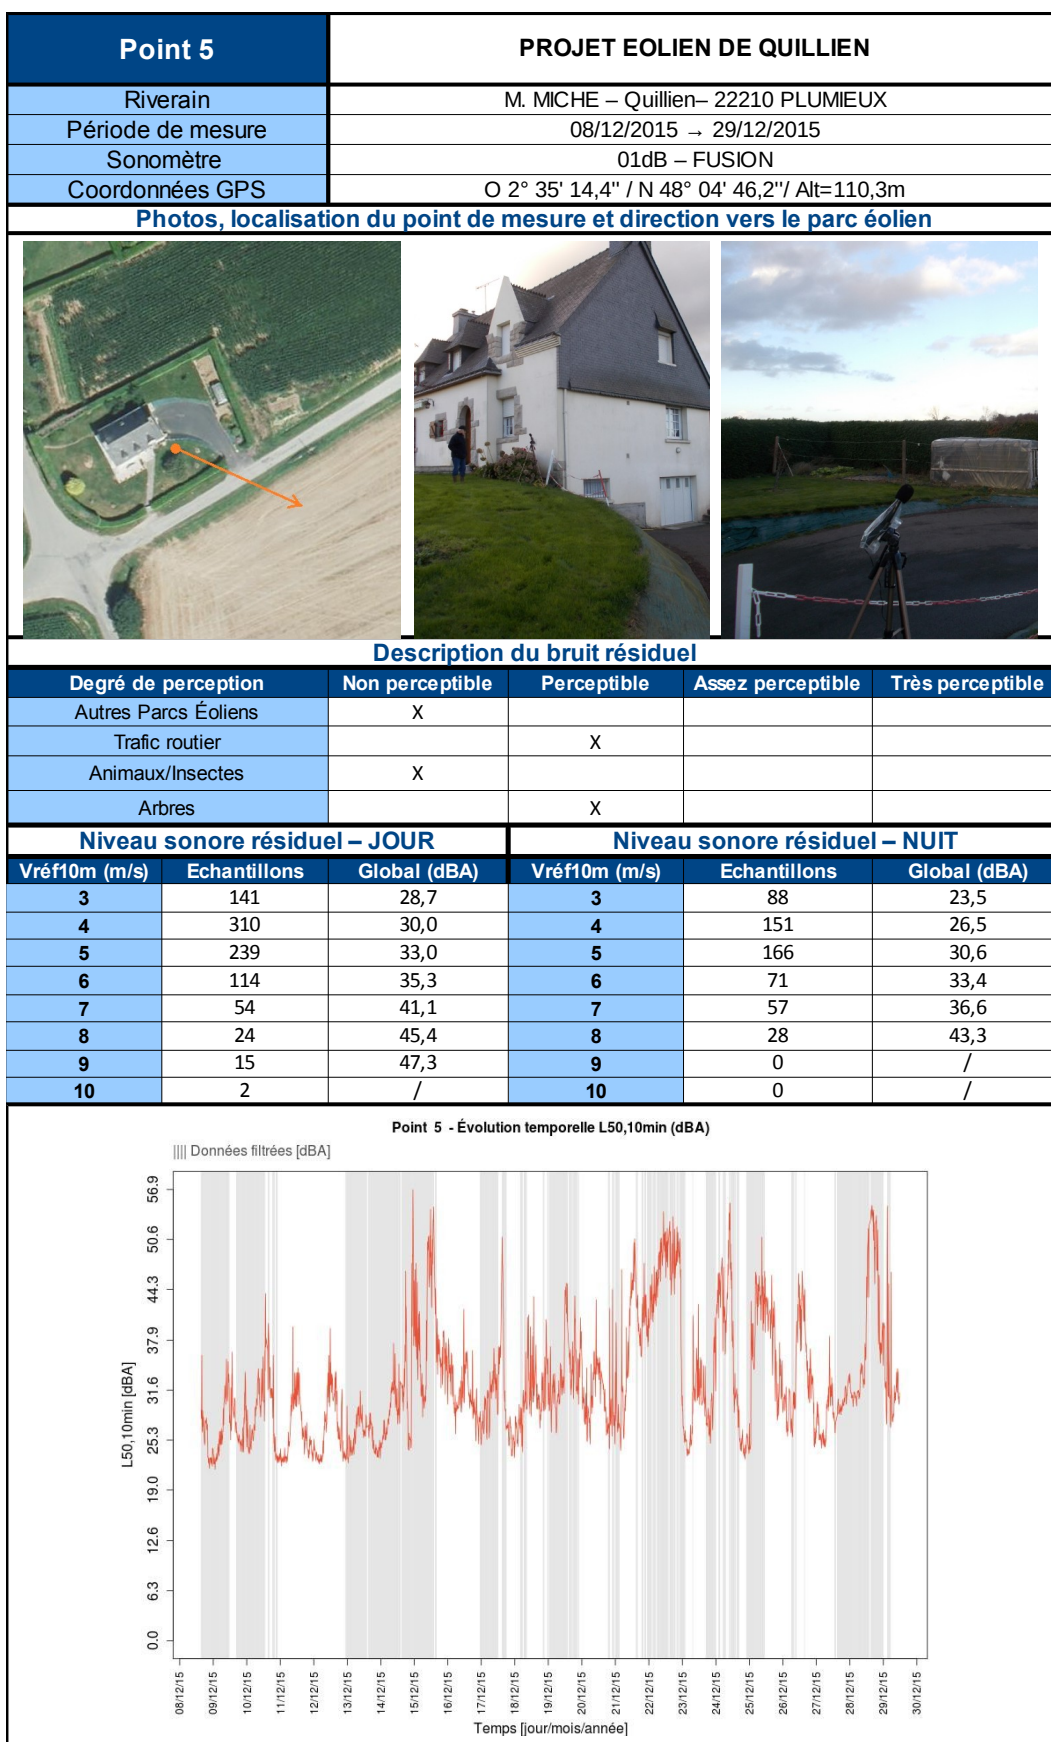 Point 5 PROJET EOLIEN DE QUILLIEN
Riverain M. MICHE – Quillien– 22210 PLUMIEUX
Période de mesure 08/12/2015 → 29/12/2015
Sonomètre 01dB – FUSION
Coordonnées GPS O 2° 35' 14,4'' / N 48° 04' 46,2''/ Alt=110,3m
Photos, localisation du point de mesure et direction vers le parc éolien
Description du bruit résiduel
Degré de perception Non perceptible Perceptible Assez perceptible Très perceptible
Autres Parcs Éoliens X
Trafic routier X
Animaux/Insectes X
Arbres X
Niveau sonore résiduel – JOUR Niveau sonore résiduel – NUIT
Vréf10m (m/s) Echantillons Global (dBA) Vréf10m (m/s) Echantillons Global (dBA)
3 141 28,7 3 88 23,5
4 310 30,0 4 151 26,5
5 239 33,0 5 166 30,6
6 114 35,3 6 71 33,4
7 54 41,1 7 57 36,6
8 24 45,4 8 28 43,3
9 15 47,3 9 0 /
10 2 / 10 0 /
Point 5 - Évolution temporelle L50,10min (dBA)
|||| Données filtrées [dBA]
56.9
50.6
44.3
37.9
31.6
25.3
19.0
12.6
6.3
0.0
L50,10min [dBA]
08/12/15 09/12/15 10/12/15 11/12/15 12/12/15 13/12/15 14/12/15 15/12/15 16/12/15 17/12/15 18/12/15 19/12/15 20/12/15 21/12/15 22/12/15 23/12/15 24/12/15 25/12/15 26/12/15 27/12/15 28/12/15 29/12/15 30/12/15
Temps [jour/mois/année]